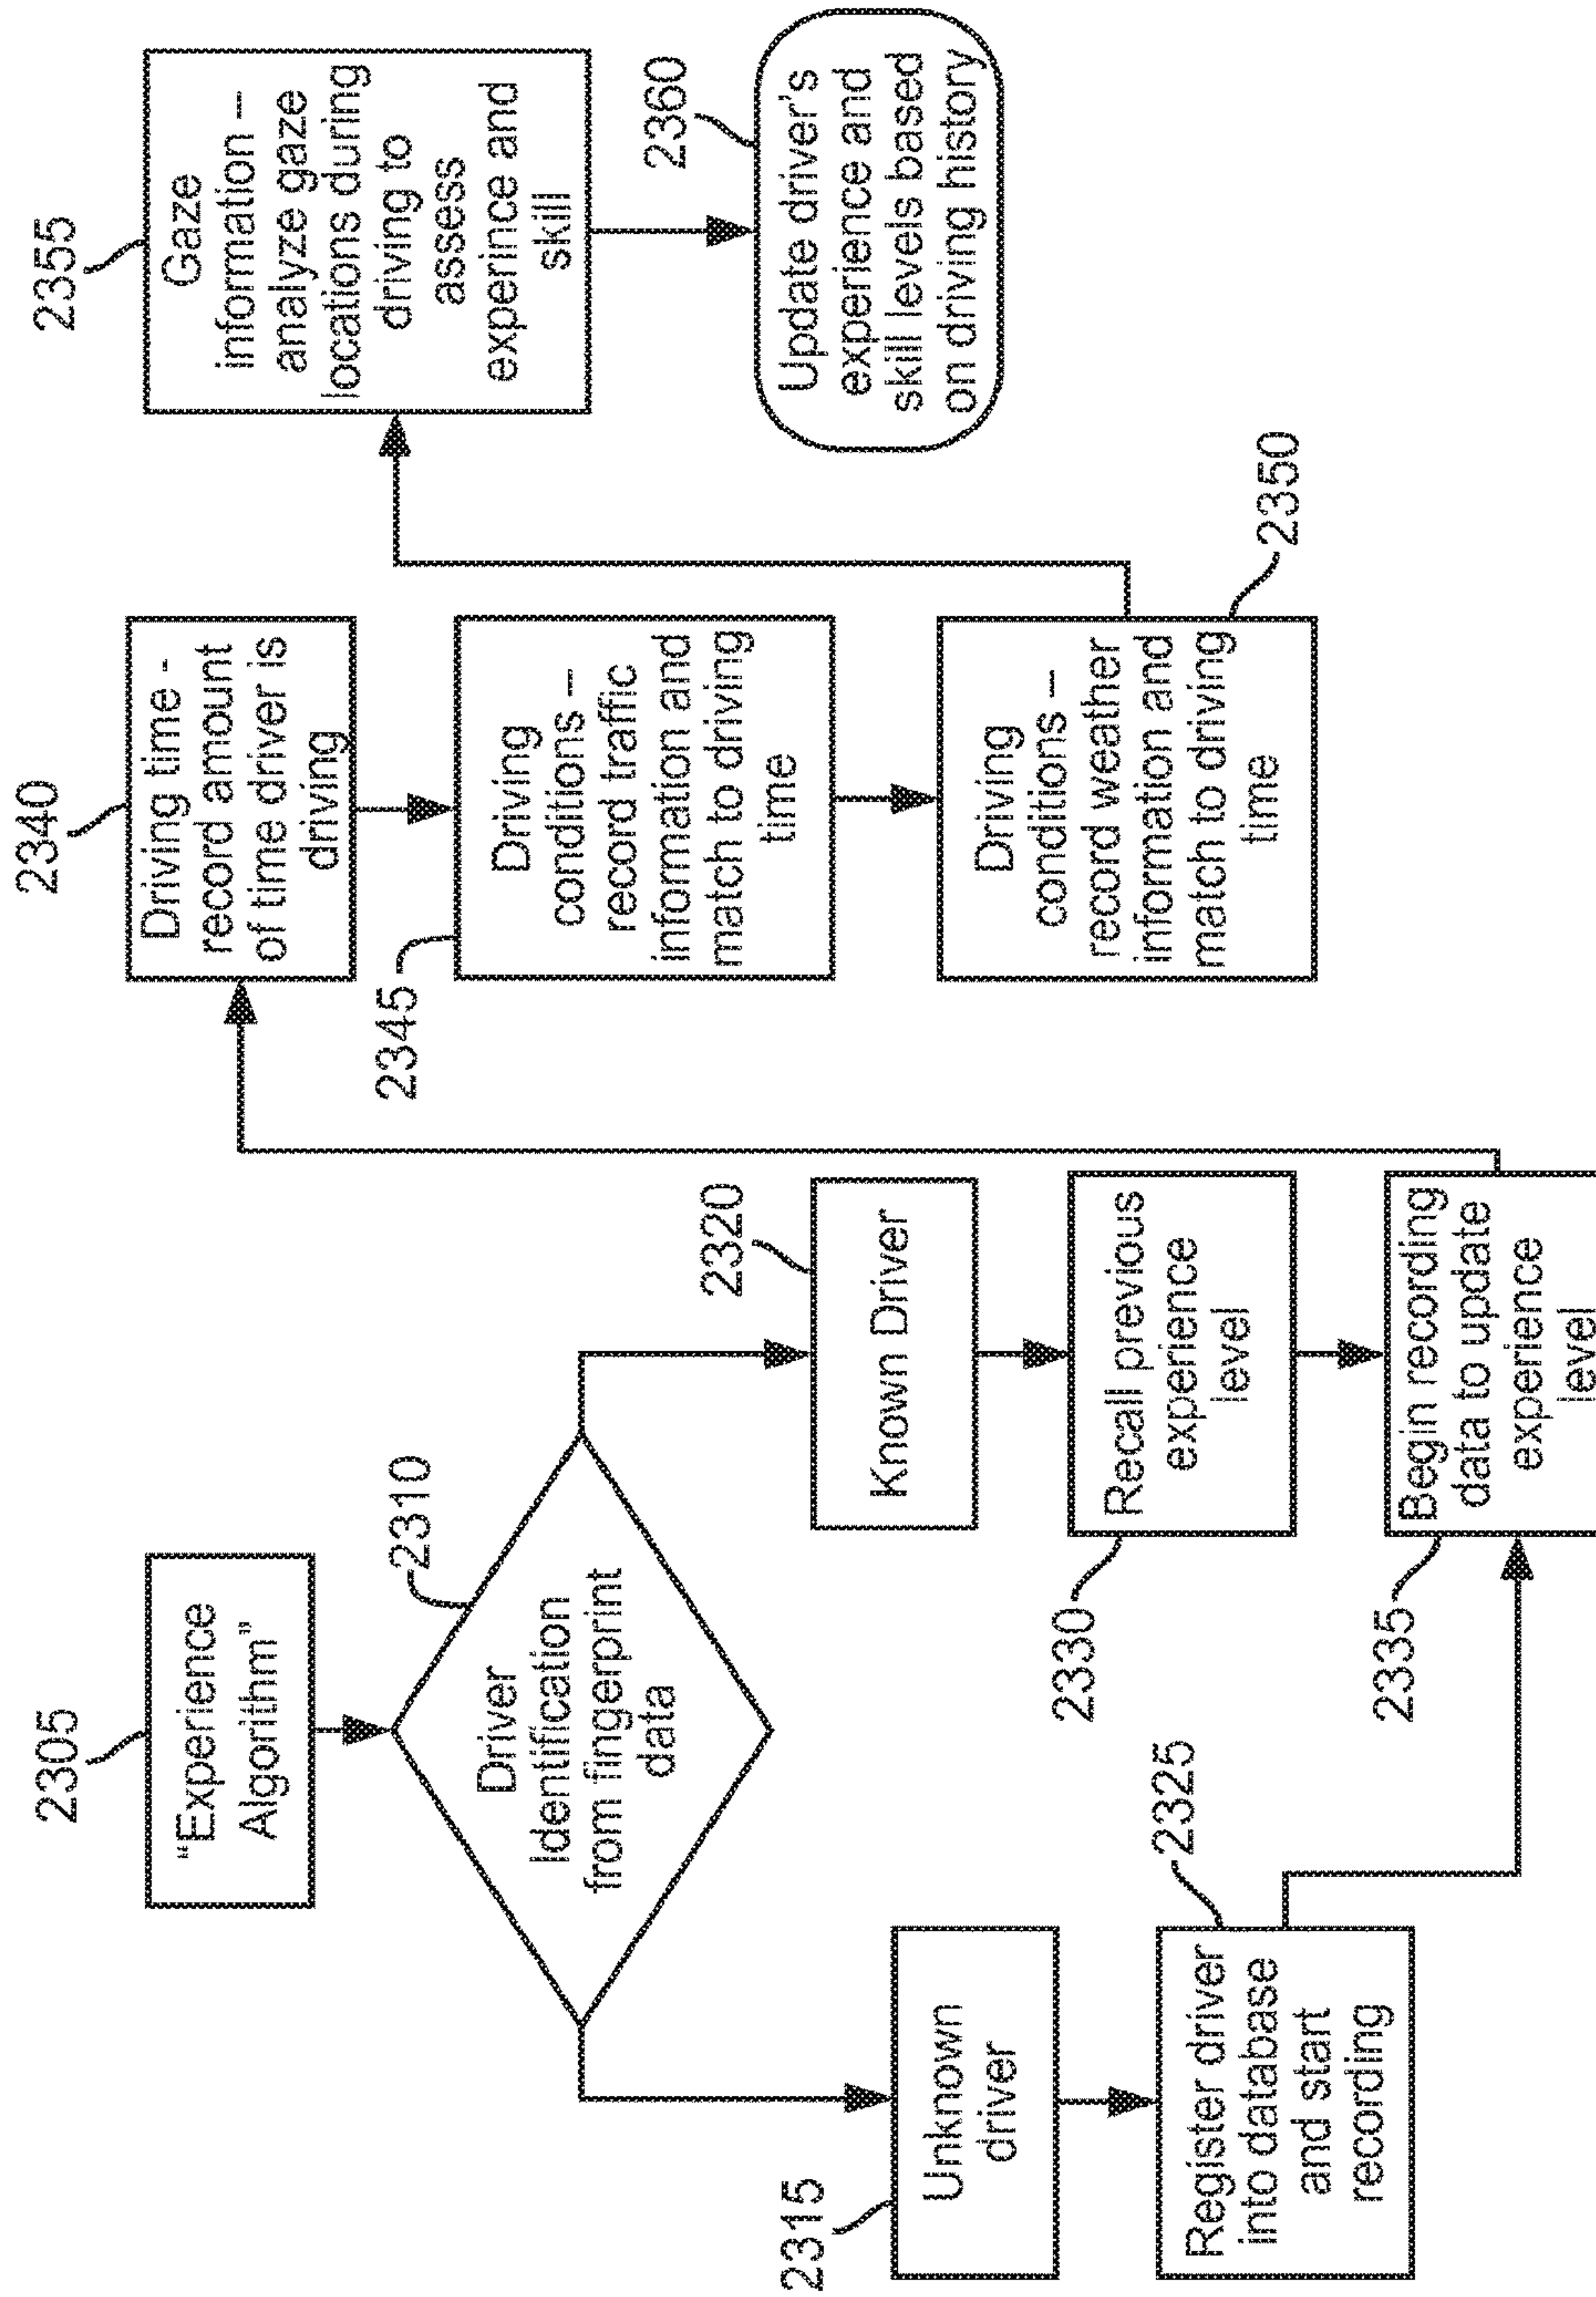 2305
"Experience
Algorithm"
2310
Driver
Identification
from fingerprint
data
2315
Unknown
driver
2320
Known Driver
2325
Register driver
into database
and start
recording
2330
Recall previous
experience
level
2335
Begin recording
data to update
experience
level
2340
Driving time -
record amount
of time driver is
driving
2345
Driving
conditions –
record traffic
information and
match to driving
time
2350
Driving
conditions –
record weather
information and
match to driving
time
2355
Gaze
information –
analyze gaze
locations during
driving to
assess
experince and
skill
2360
Update driver's
experience and
skill levels based
on driving history